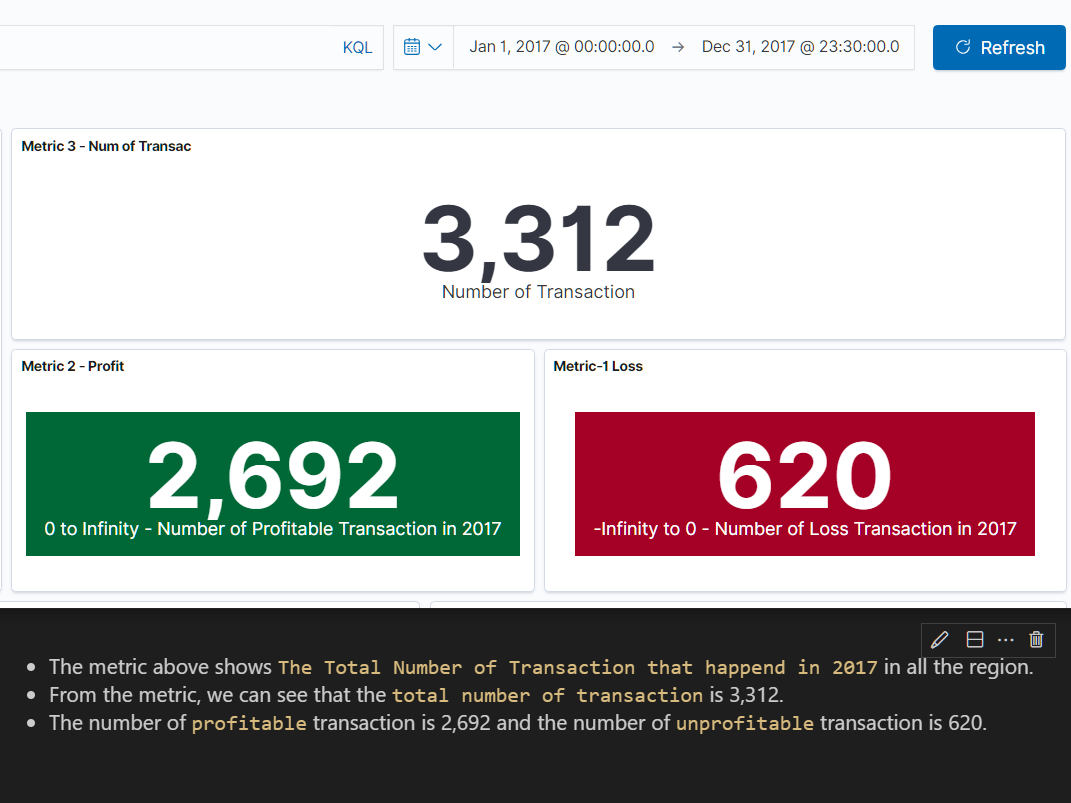 KQL
Jan 1, 2017 @ 00:00:00.0 → Dec 31, 2017 @ 23:30:00.0
Refresh
Metric 3 - Num of Transac
3,312
Number of Transaction
Metric 2 - Profit
2,692
0 to Infinity - Number of Profitable Transaction in 2017
Metric-1 Loss
620
-Infinity to 0 - Number of Loss Transaction in 2017
• The metric above shows The Total Number of Transaction that happend in 2017 in all the region.
• From the metric, we can see that the total number of transaction is 3,312.
• The number of profitable transaction is 2,692 and the number of unprofitable transaction is 620.